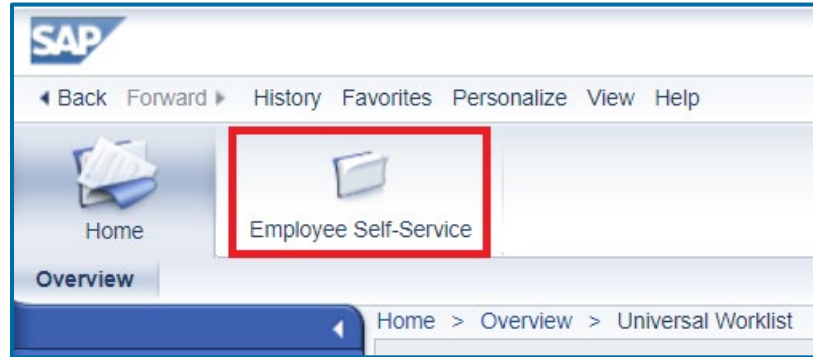 SAP
Back Forward History Favorites Personalize View Help
Home Employee Self-Service
Overview
Home > Overview > Universal Worklist